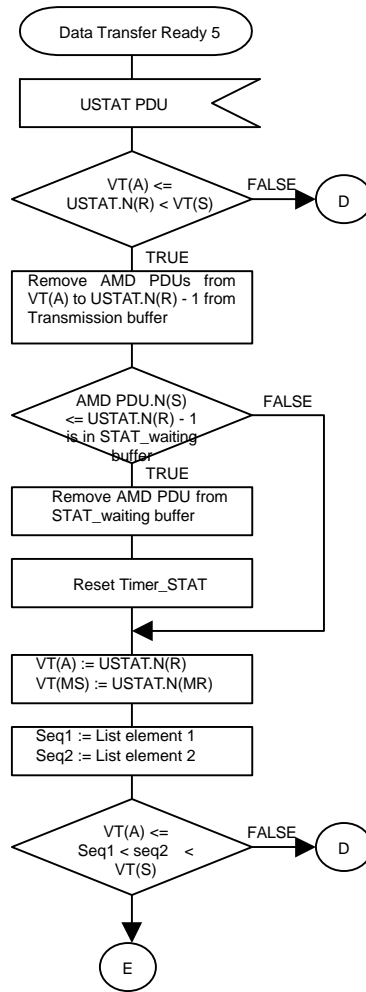 Data Transfer Ready 5
USTAT PDU
VT(A) <=
USTAT.N(R) < VT(S)
FALSE
D
TRUE
Remove AMD PDUs from
VT(A) to USTAT.N(R) - 1 from
Transmission buffer
AMD PDU.N(S)
<= USTAT.N(R) - 1
is in STAT_waiting
buffer
FALSE
TRUE
Remove AMD PDU from
STAT_waiting buffer
Reset Timer_STAT
VT(A) := USTAT.N(R)
VT(MS) := USTAT.N(MR)
Seq1 := List element 1
Seq2 := List element 2
VT(A) <=
Seq1 < seq2 <
VT(S)
FALSE
D
E